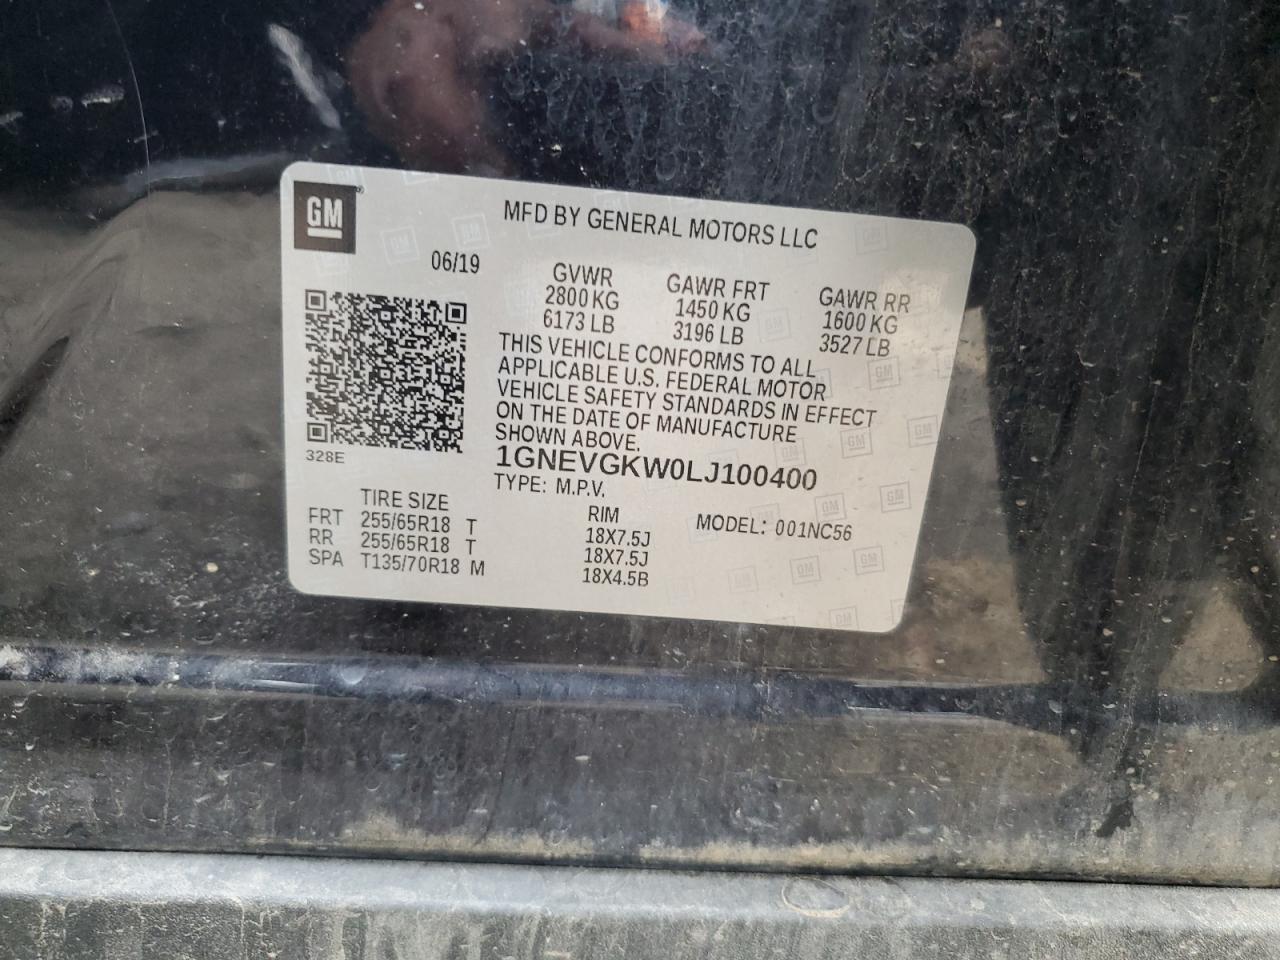 GM
MFD BY GENERAL MOTORS LLC
06/19
GVWR GAWR FRT GAWR RR
2800 KG 1450 KG 1600 KG
6173 LB 3196 LB 3527 LB
THIS VEHICLE CONFORMS TO ALL
APPLICABLE U.S. FEDERAL MOTOR
VEHICLE SAFETY STANDARDS IN EFFECT
ON THE DATE OF MANUFACTURE
SHOWN ABOVE.
328E
1GNEVGKW0LJ100400
TYPE: M.P.V.
MODEL: 001NC56
TIRE SIZE RIM
FRT 255/65R18 T 18X7.5J
RR 255/65R18 T 18X7.5J
SPA T135/70R18 M 18X4.5B